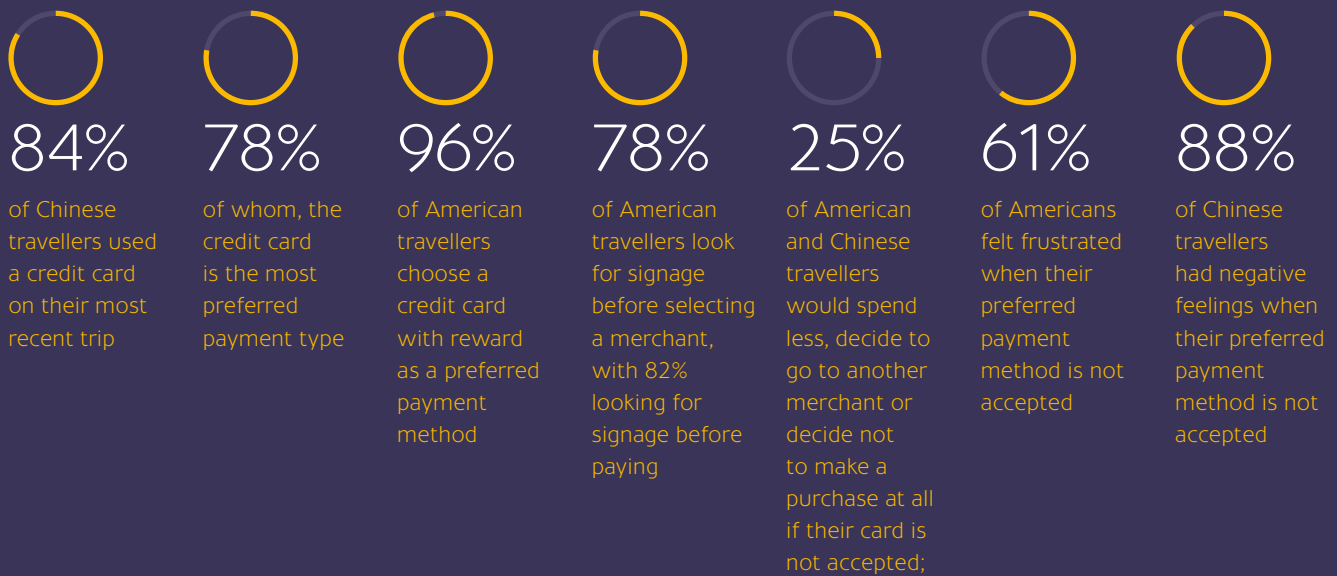 84%
of Chinese
travellers used
a credit card
on their most
recent trip
78%
of whom, the
credit card
is the most
preferred
payment type
96%
of American
travellers
choose a
credit card
with reward
as a preferred
payment
method
78%
of American
travellers look
for signage
before selecting
a merchant,
with 82%
looking for
signage before
paying
25%
of American
and Chinese
travellers
would spend
less, decide to
go to another
merchant or
decide not
to make a
purchase at all
if their card is
not accepted;
61%
of Americans
felt frustrated
when their
preferred
payment
method is not
accepted
88%
of Chinese
travellers
had negative
feelings when
their preferred
payment
method is not
accepted